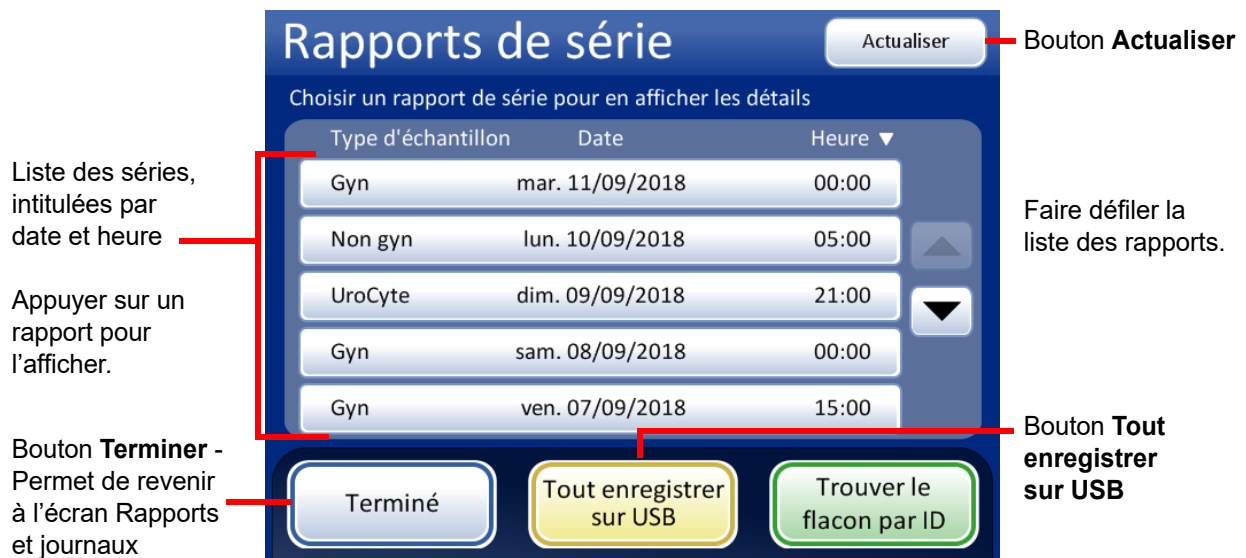 Rapports de série
Actualiser
Bouton Actualiser
Choisir un rapport de série pour en afficher les détails
Type d'échantillon Date Heure ▼
Gyn mar. 11/09/2018 00:00
Non gyn lun. 10/09/2018 05:00
UroCyte dim. 09/09/2018 21:00
Gyn sam. 08/09/2018 00:00
Gyn ven. 07/09/2018 15:00
Liste des séries,
intitulées par
date et heure
Appuyer sur un
rapport pour
l’afficher.
Faire défiler la
liste des rapports.
Bouton Terminer -
Permet de revenir
à l’écran Rapports
et journaux
Terminé
Tout enregistrer
sur USB
Trouver le
flacon par ID
Bouton Tout
enregistrer
sur USB